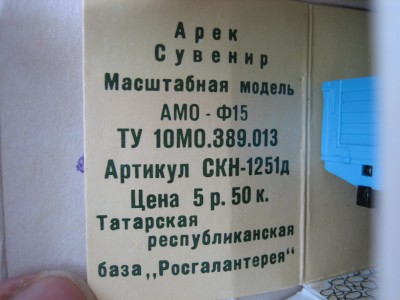 Арек
Сувенир
Масштабная модель
АМО - Ф15
ТУ 10МО.389.013
Артикул СКН-1251д
Цена 5 р. 50 к.
Татарская
республиканская
база „Росгалантерея"